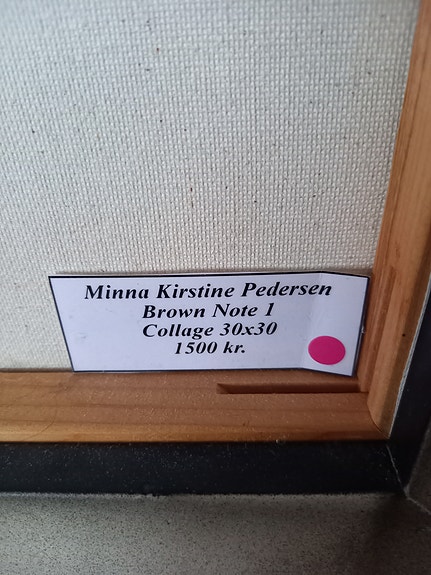 Minna Kirstine Pedersen
Brown Note 1
Collage 30x30
1500 kr.